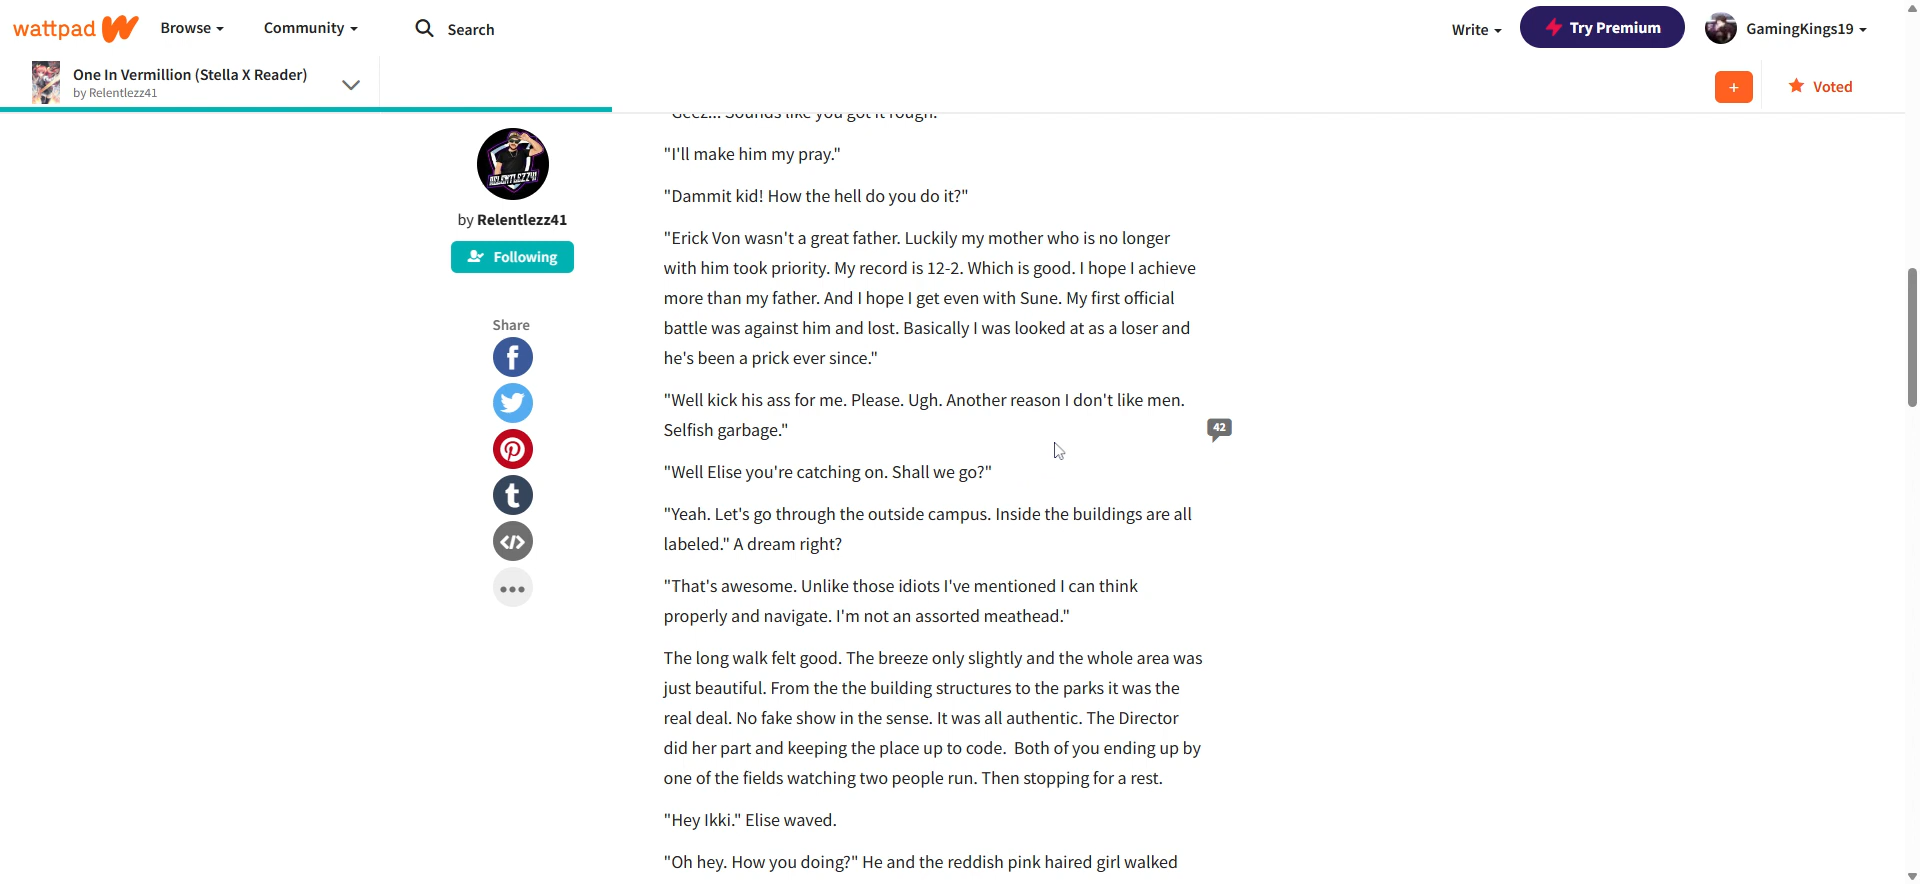 wattpad
Browse
Community
Search
Write
Try Premium
GamingKings19
One In Vermillion (Stella X Reader)
by Relentlezz41
+
Voted
RELENTLEZZ41
by Relentlezz41
Following
Share
"Geez... Sounds like you got it rough."
"I'll make him my pray."
"Dammit kid! How the hell do you do it?"
"Erick Von wasn't a great father. Luckily my mother who is no longer
with him took priority. My record is 12-2. Which is good. I hope I achieve
more than my father. And I hope I get even with Sune. My first official
battle was against him and lost. Basically I was looked at as a loser and
he's been a prick ever since."
"Well kick his ass for me. Please. Ugh. Another reason I don't like men.
Selfish garbage."
42
"Well Elise you're catching on. Shall we go?"
"Yeah. Let's go through the outside campus. Inside the buildings are all
labeled." A dream right?
"That's awesome. Unlike those idiots I've mentioned I can think
properly and navigate. I'm not an assorted meathead."
The long walk felt good. The breeze only slightly and the whole area was
just beautiful. From the the building structures to the parks it was the
real deal. No fake show in the sense. It was all authentic. The Director
did her part and keeping the place up to code. Both of you ending up by
one of the fields watching two people run. Then stopping for a rest.
"Hey Ikki." Elise waved.
"Oh hey. How you doing?" He and the reddish pink haired girl walked